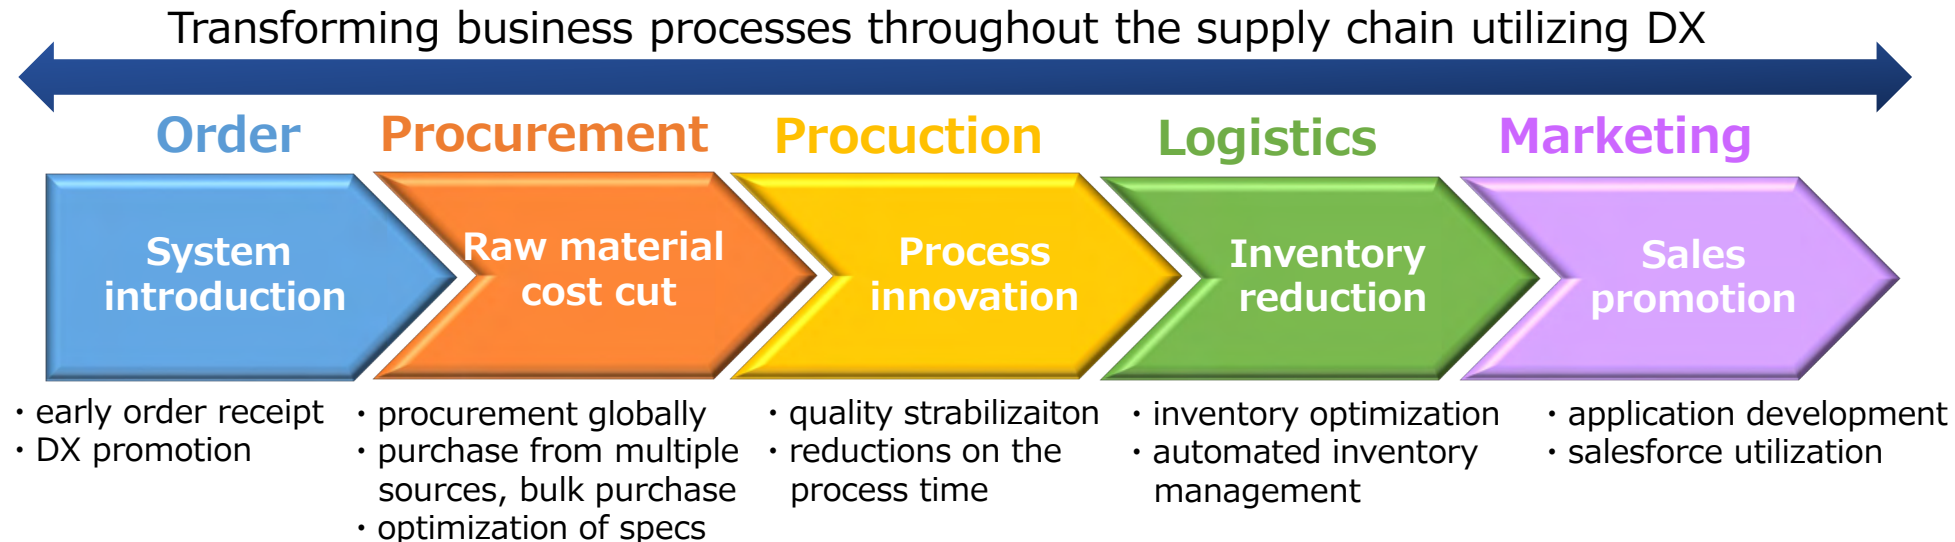 Transforming business processes throughout the supply chain utilizing DX
Order
Procurement
Procuction
Logistics
Marketing
System
introduction
Raw material
cost cut
Process
innovation
Inventory
reduction
Sales
promotion
・early order receipt
・DX promotion
・procurement globally
・purchase from multiple
sources, bulk purchase
・optimization of specs
・quality strabilizaiton
・reductions on the
process time
・inventory optimization
・automated inventory
management
・application development
・salesforce utilization